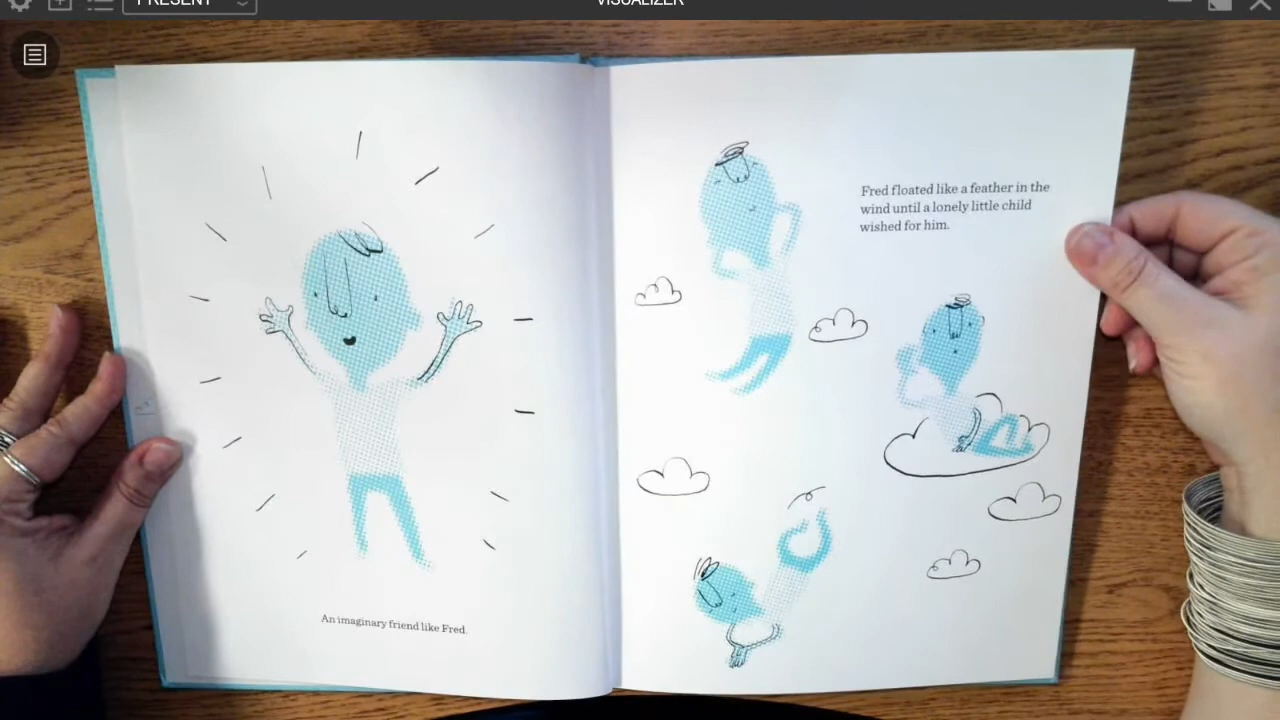 PRESENT
VISUALIZER
An imaginary friend like Fred.
Fred floated like a feather in the
wind until a lonely little child
wished for him.